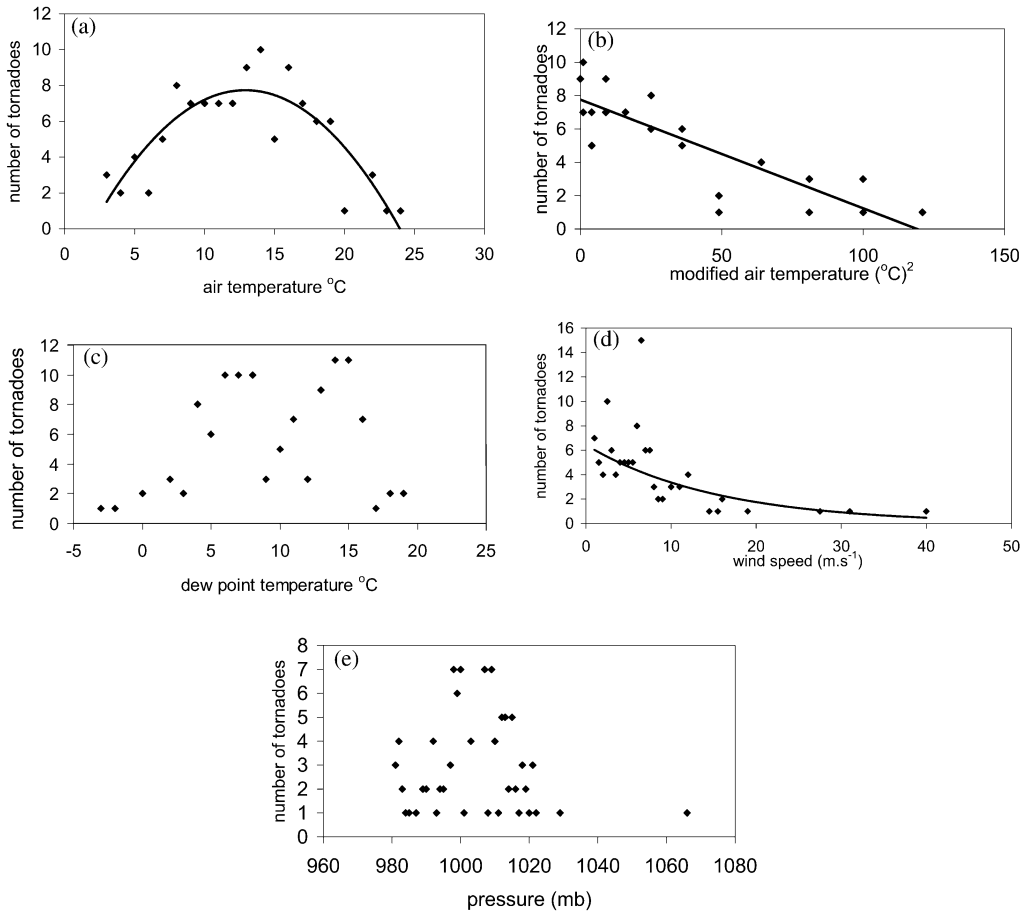 (a)
number of tornadoes
12
10
8
6
4
2
0
0 5 10 15 20 25 30
air temperature °C
(b)
number of tornadoes
12
10
8
6
4
2
0
0 50 100 150
modified air temperature (°C)²
(c)
number of tornadoes
12
10
8
6
4
2
0
-5 0 5 10 15 20 25
dew point temperature °C
(d)
number of tornadoes
16
14
12
10
8
6
4
2
0
0 10 20 30 40 50
wind speed (m.s⁻¹)
(e)
number of tornadoes
8
7
6
5
4
3
2
1
0
960 980 1000 1020 1040 1060 1080
pressure (mb)